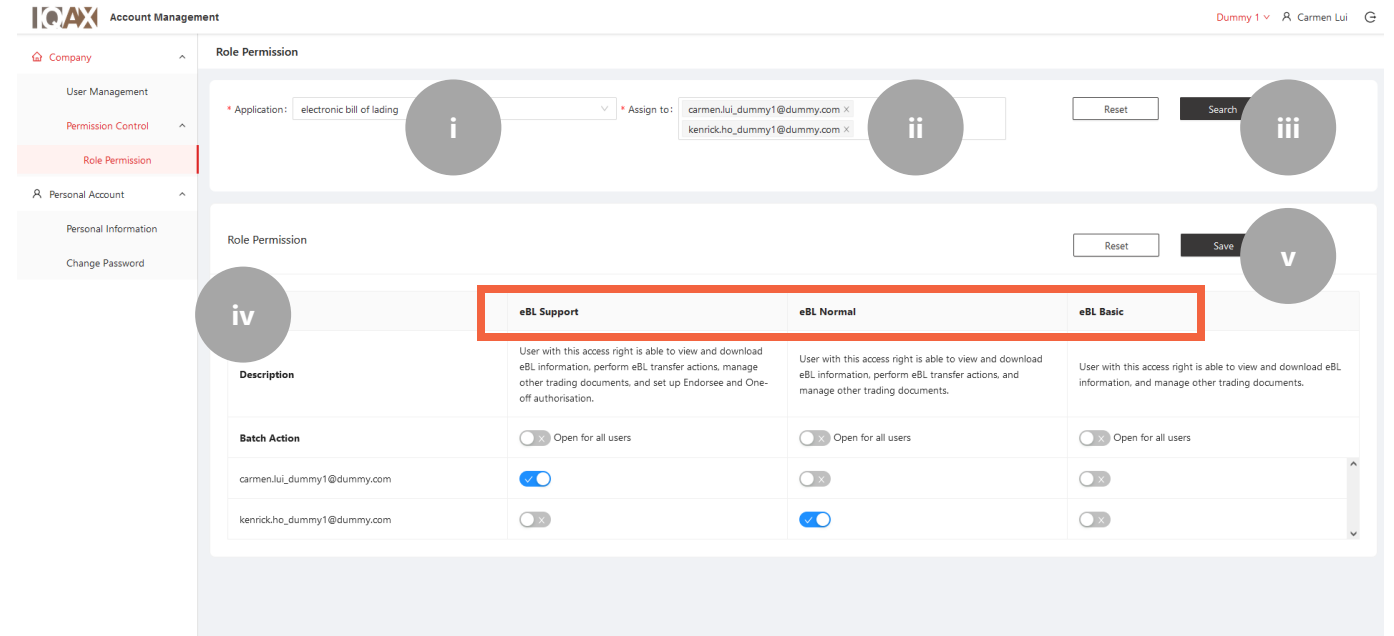 IQAX Account Management
Dummy 1 Carmen Lui
Company
User Management
Permission Control
Role Permission
Personal Account
Personal Information
Change Password
Role Permission
* Application: electronic bill of lading
i
* Assign to: carmen.lui_dummy1@dummy.com ×
kenrick.ho_dummy1@dummy.com ×
ii
Reset Search
iii
Role Permission
Reset Save
v
iv
eBL Support eBL Normal eBL Basic
Description
User with this access right is able to view and download
eBL information, perform eBL transfer actions, manage
other trading documents, and set up Endorsee and One-
off authorisation.
User with this access right is able to view and download
eBL information, perform eBL transfer actions, and
manage other trading documents.
User with this access right is able to view and download eBL
information, and manage other trading documents.
Batch Action Open for all users Open for all users Open for all users
carmen.lui_dummy1@dummy.com
kenrick.ho_dummy1@dummy.com